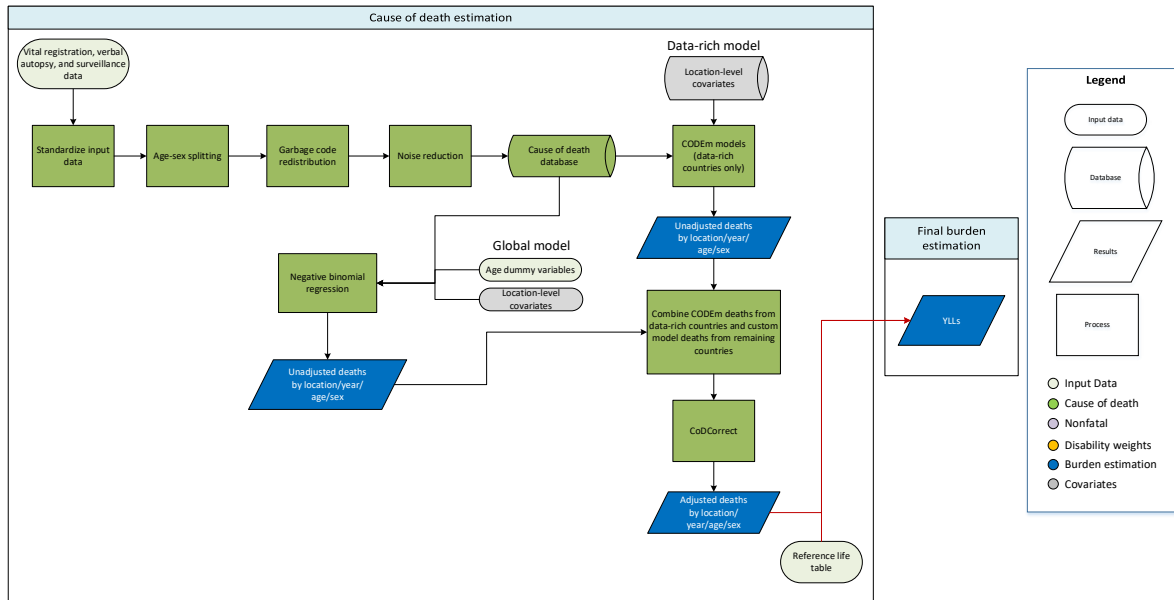 Cause of death estimation
Vital registration, verbal
autopsy, and surveillance
data
Data-rich model
Location-level
covariates
Standardize input
data
Age-sex splitting
Garbage code
redistribution
Noise reduction
Cause of death
database
CODEm models
(data-rich
countries only)
Unadjusted deaths
by location/year/
age/sex
Global model
Age dummy variables
Location-level
covariates
Negative binomial
regression
Unadjusted deaths
by location/year/
age/sex
Combine CODEm deaths from
data-rich countries and custom
model deaths from remaining
countries
CoDCorrect
Adjusted deaths
by location/
year/age/sex
Reference life
table
Final burden
estimation
YLLs
Legend
Input data
Database
Results
Process
Input Data
Cause of death
Nonfatal
Disability weights
Burden estimation
Covariates